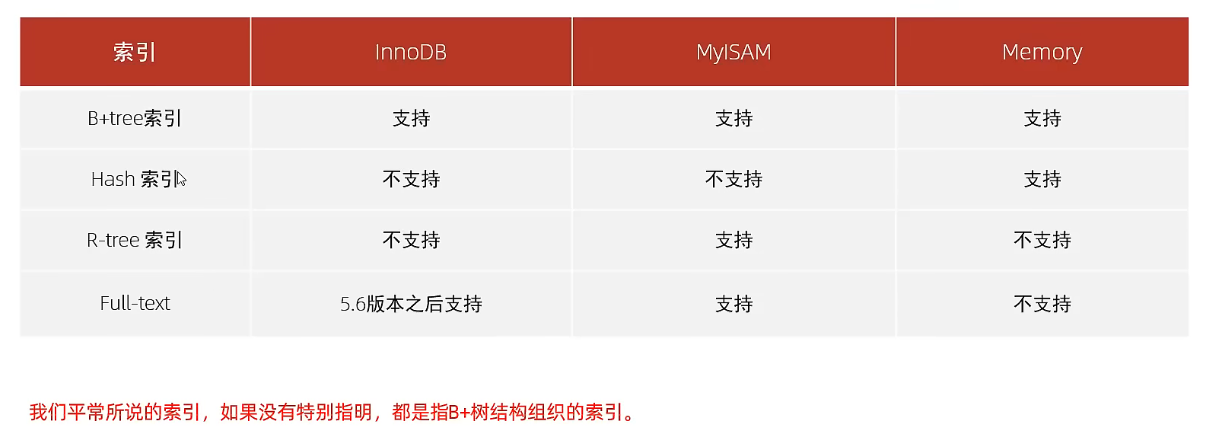 索引 InnoDB MyISAM Memory
B+tree索引 支持 支持 支持
Hash 索引 不支持 不支持 支持
R-tree 索引 不支持 支持 不支持
Full-text 5.6版本之后支持 支持 不支持
我们平常所说的索引，如果没有特别指明，都是指B+树结构组织的索引。